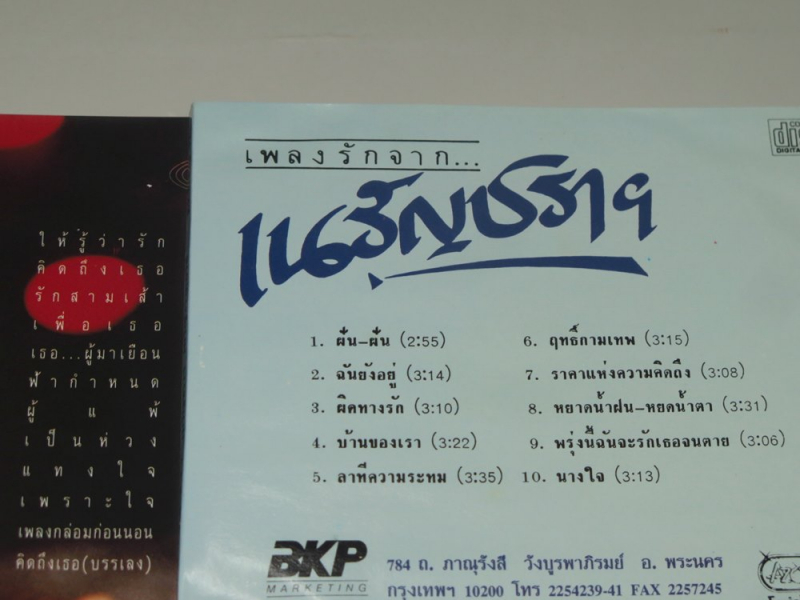 ให้รู้ว่ารัก
คิดถึงเธอ
รักสามเส้า
เพื่อเธอ
เธอ...ผู้มาเยือน
ฟ้ากำหนด
ผู้แพ้
เป็นห่วง
แทงใจ
เพราะใจ
เพลงกล่อมก่อนนอน
คิดถึงเธอ(บรรเลง)
เพลงรักจาก...
1. ผั๋น-ผั๋น (2:55)
2. ฉันยังอยู่ (3:14)
3. ผิดทางรัก (3:10)
4. บ้านของเรา (3:22)
5. ลาทีความระทม (3:35)
6. ฤทธิ์กามเทพ (3:15)
7. ราคาแห่งความคิดถึง (3:08)
8. หยาดน้ำฝน-หยดน้ำตา (3:31)
9. พรุ่งนี้ฉันจะรักเธอจนตาย (3:06)
10. นางใจ (3:13)
BKP
MARKETING
784 ถ. ภาณุรังสี วังบูรพาภิรมย์ อ. พระนคร
กรุงเทพฯ 10200 โทร 2254239-41 FAX 2257245